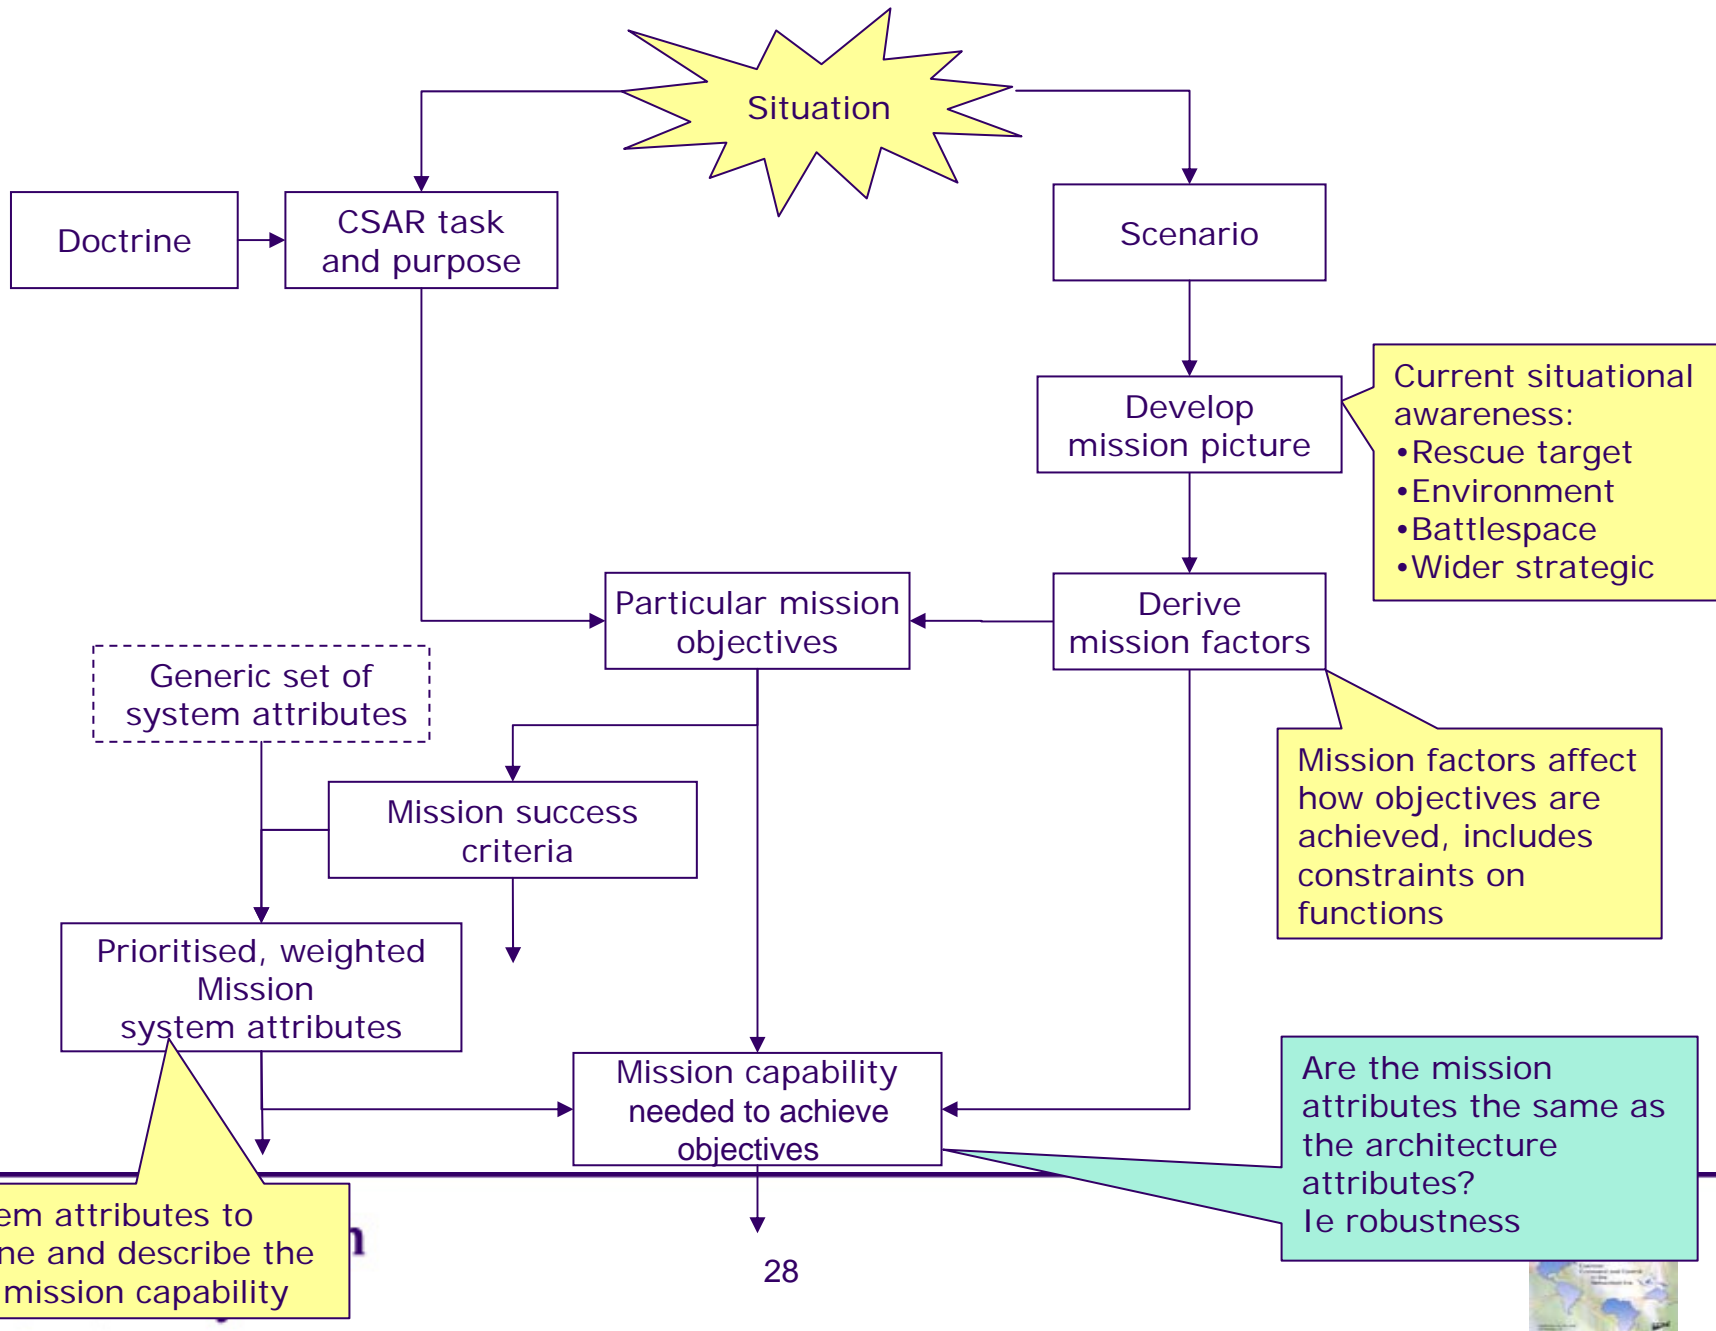 Situation
Doctrine
CSAR task
and purpose
Scenario
Develop
mission picture
Current situational
awareness:
•Rescue target
•Environment
•Battlespace
•Wider strategic
Particular mission
objectives
Derive
mission factors
Generic set of
system attributes
Mission success
criteria
Mission factors affect
how objectives are
achieved, includes
constraints on
functions
Prioritised, weighted
Mission
system attributes
Mission capability
needed to achieve
objectives
Are the mission
attributes the same as
the architecture
attributes?
Ie robustness
em attributes to
ne and describe the
mission capability
n
28